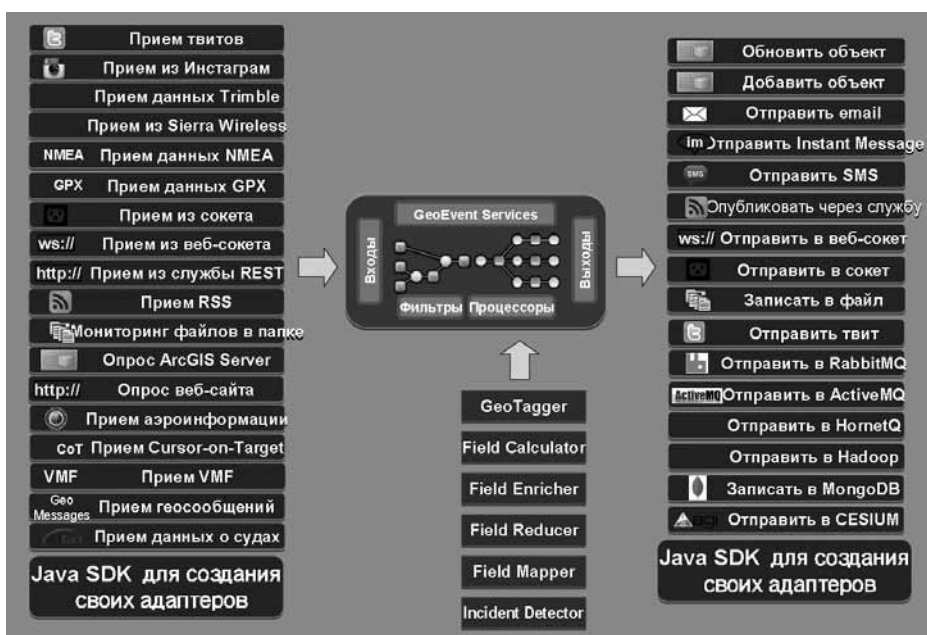 Прием твитов
Прием из Инстаграм
Прием данных Trimble
Прием из Sierra Wireless
NMEA Прием данных NMEA
GPX Прием данных GPX
Прием из сокета
ws:// Прием из веб-сокета
http:// Прием из службы REST
Прием RSS
Мониторинг файлов в папке
Опрос ArcGIS Server
http:// Опрос веб-сайта
Прием аэроинформации
CoT Прием Cursor-on-Target
VMF Прием VMF
Geo
Messages Прием геосообщений
Прием данных о судах
Java SDK для создания
своих адаптеров
GeoEvent Services
Входы
Выходы
Фильтры Процессоры
GeoTagger
Field Calculator
Field Enricher
Field Reducer
Field Mapper
Incident Detector
Обновить объект
Добавить объект
Отправить email
Im Отправить Instant Message
SMS Отправить SMS
Опубликовать через службу
ws:// Отправить в веб-сокет
Отправить в сокет
Записать в файл
Отправить твит
Отправить в RabbitMQ
ActiveMQ Отправить в ActiveMQ
Отправить в HornetQ
Отправить в Hadoop
Записать в MongoDB
Отправить в CESIUM
Java SDK для создания
своих адаптеров